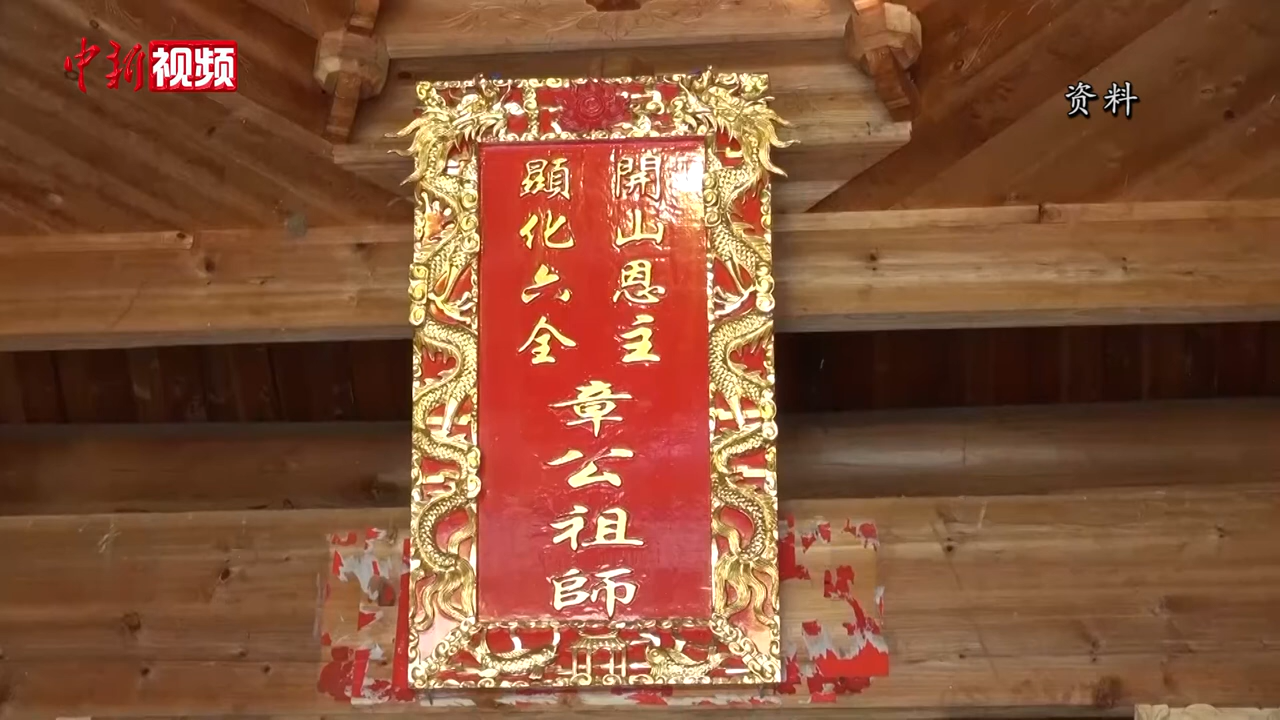 中新视频
资料
開山恩主
顯化六全
章公祖師